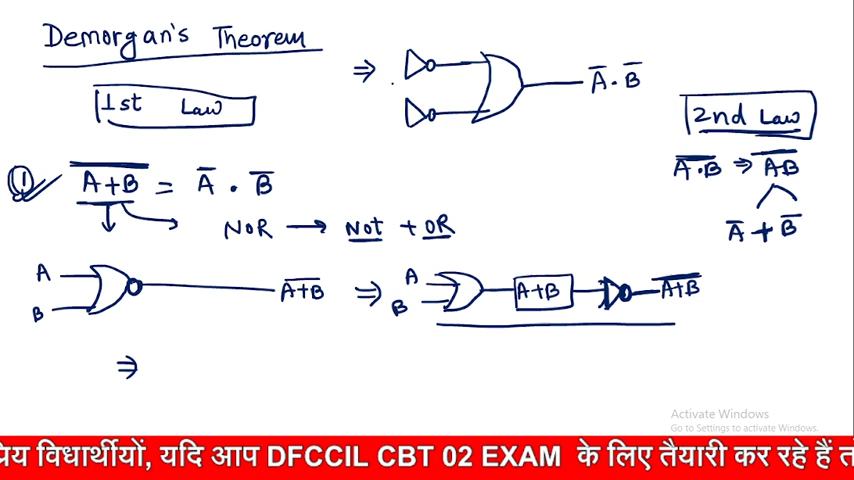 Demorgan's Theorem
1st Law
⇒ A̅ . B̅
2nd Law
① A̅+̅B̅ = A̅ . B̅
A̅.̅B̅ ⇒ A̅B̅
A̅ + B̅
NOR → Not + OR
A
B
A̅+̅B̅
⇒ A
B
A+B
A̅+̅B̅
⇒
Activate Windows
Go to Settings to activate Windows.
प्रिय विधार्थीयों, यदि आप DFCCIL CBT 02 EXAM के लिए तैयारी कर रहे हैं